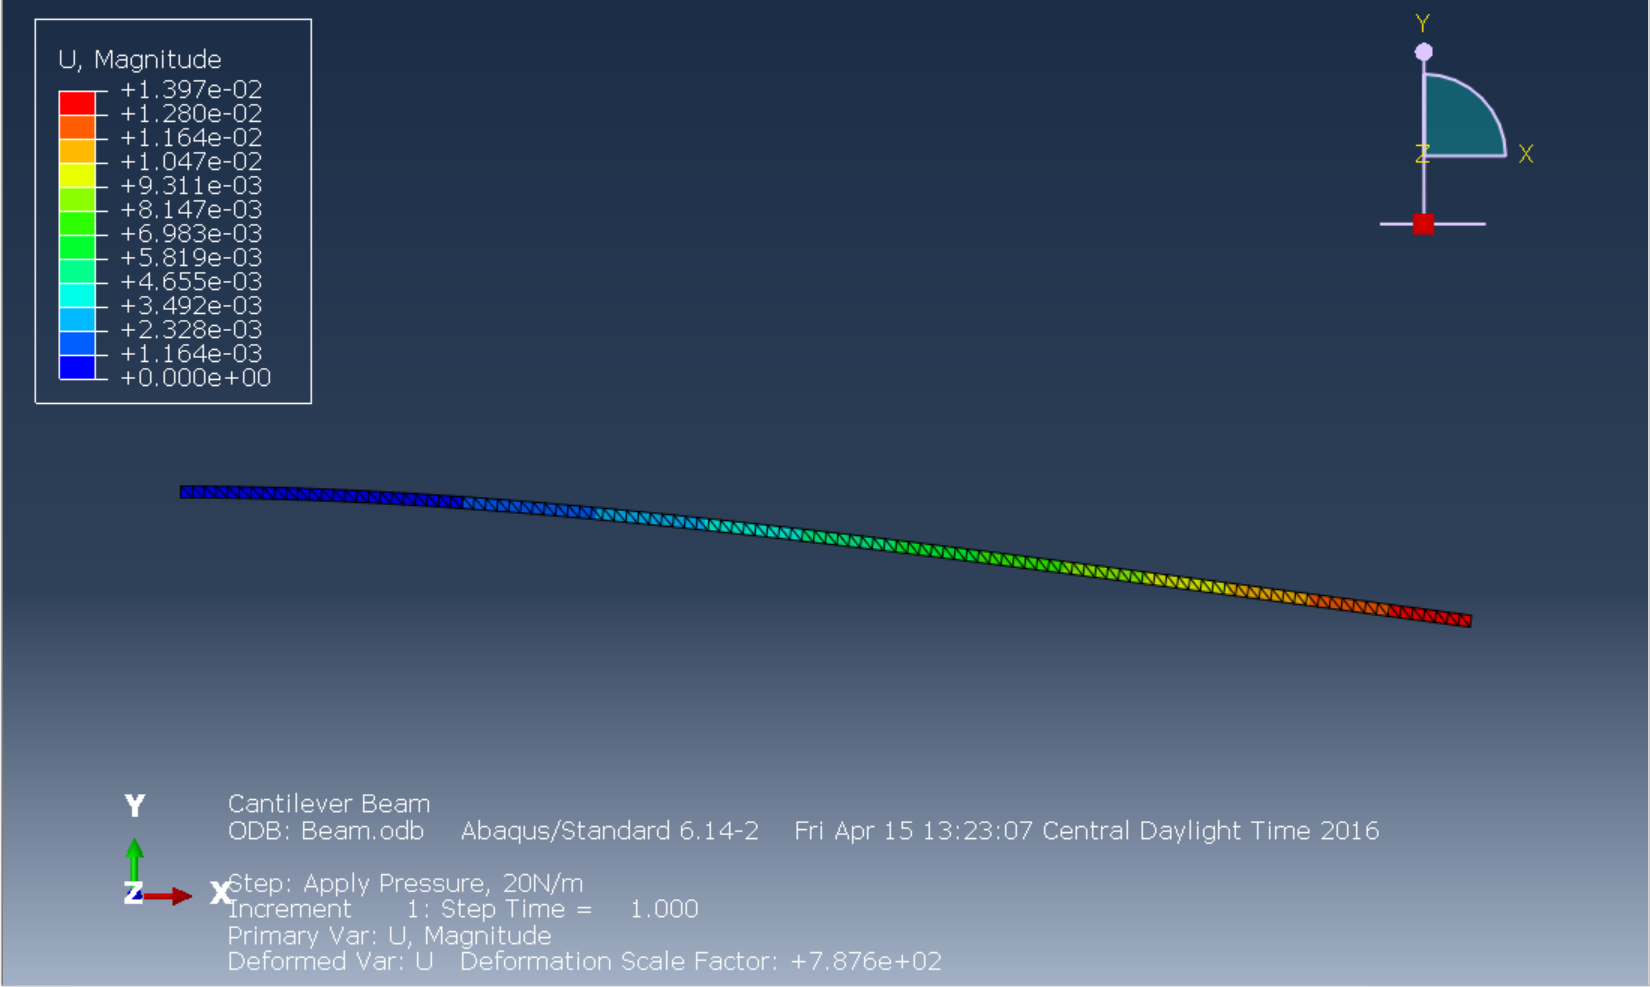 U, Magnitude
+1.397e-02
+1.280e-02
+1.164e-02
+1.047e-02
+9.311e-03
+8.147e-03
+6.983e-03
+5.819e-03
+4.655e-03
+3.492e-03
+2.328e-03
+1.164e-03
+0.000e+00
Y
Z X
Y
Z X
Cantilever Beam
ODB: Beam.odb Abaqus/Standard 6.14-2 Fri Apr 15 13:23:07 Central Daylight Time 2016
Step: Apply Pressure, 20N/m
Increment 1: Step Time = 1.000
Primary Var: U, Magnitude
Deformed Var: U Deformation Scale Factor: +7.876e+02